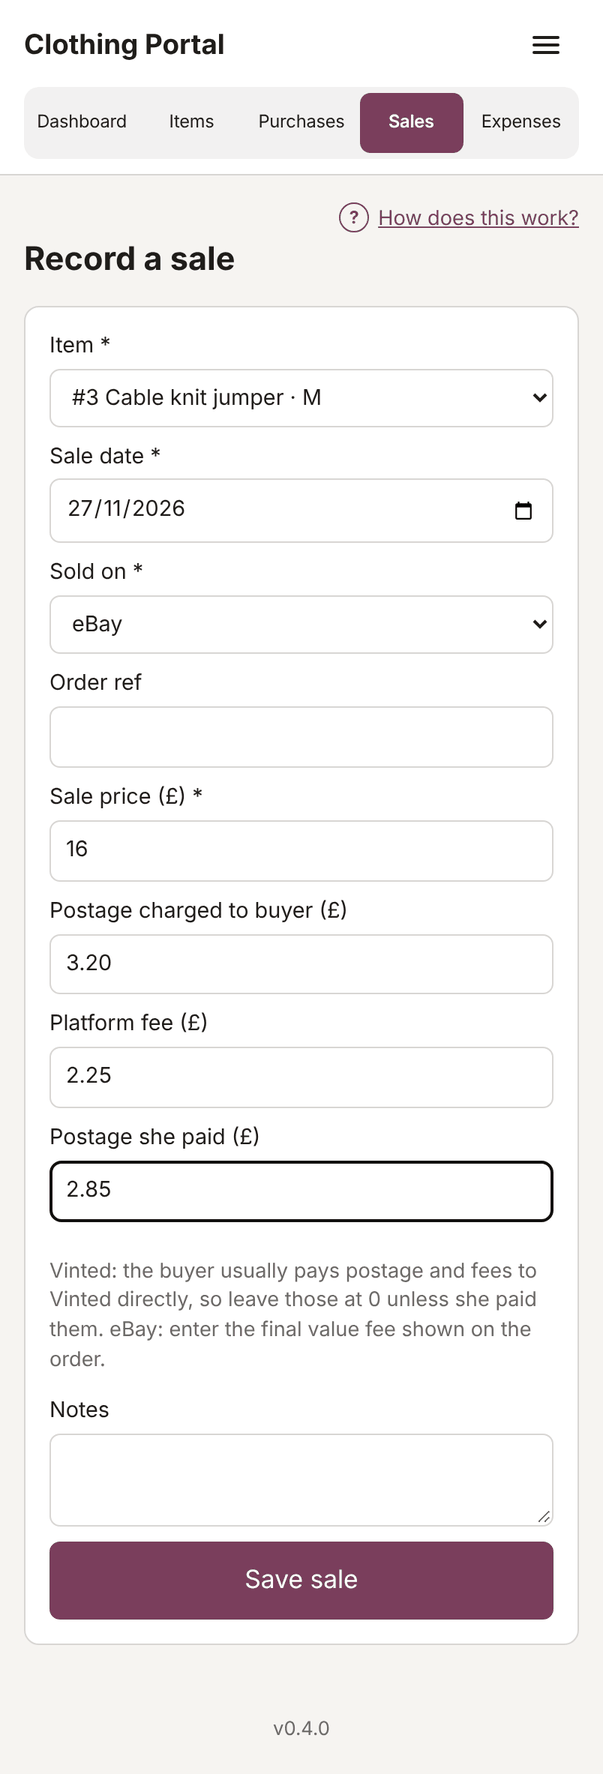 Clothing Portal
Dashboard Items Purchases Sales Expenses
? How does this work?
Record a sale
Item *
#3 Cable knit jumper · M
Sale date *
27/11/2026
Sold on *
eBay
Order ref
Sale price (£) *
16
Postage charged to buyer (£)
3.20
Platform fee (£)
2.25
Postage she paid (£)
2.85
Vinted: the buyer usually pays postage and fees to
Vinted directly, so leave those at 0 unless she paid
them. eBay: enter the final value fee shown on the
order.
Notes
Save sale
v0.4.0